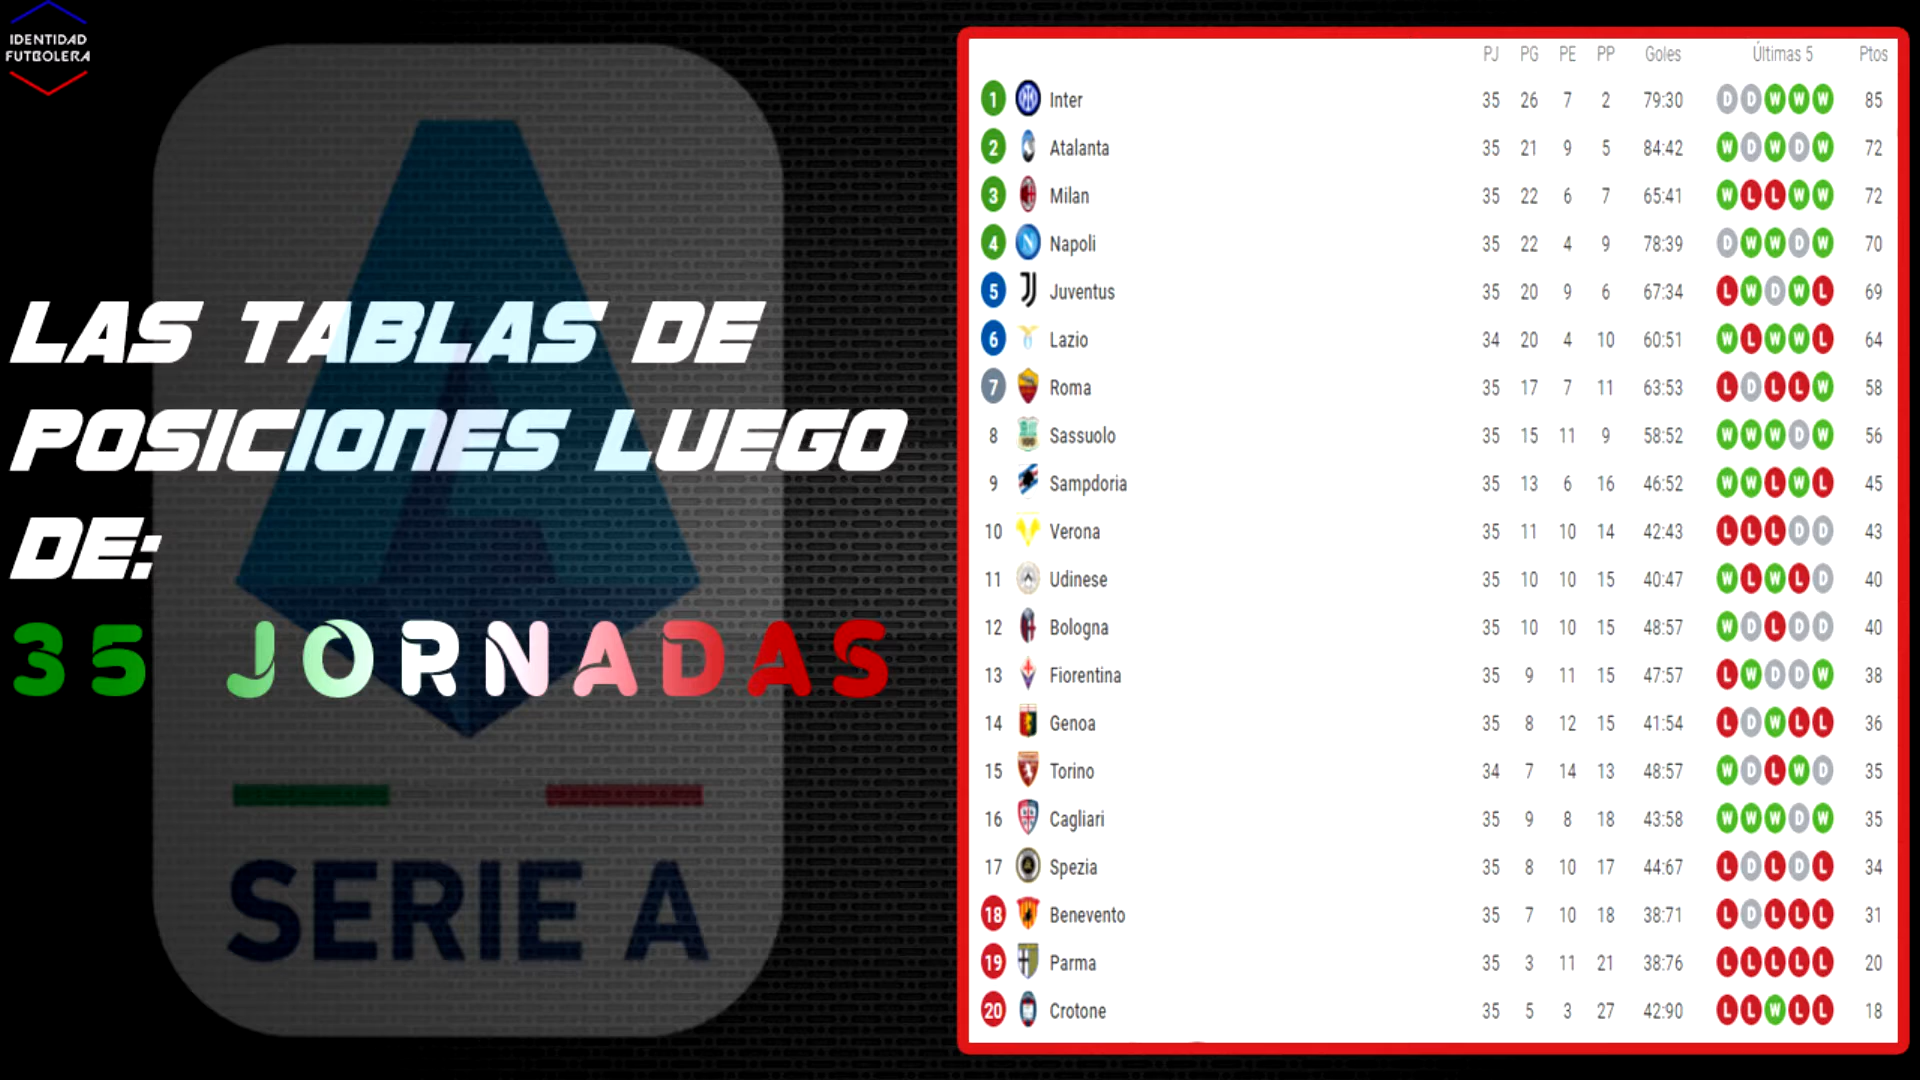 IDENTIDAD
FUTBOLERA
LAS TABLAS DE
POSICIONES LUEGO
DE:
35 JORNADAS
SERIE A
PJ PG PE PP Goles Últimas 5 Ptos
1 Inter 35 26 7 2 79:30 D D W W W 85
2 Atalanta 35 21 9 5 84:42 W D W D W 72
3 Milan 35 22 6 7 65:41 W L L W W 72
4 Napoli 35 22 4 9 78:39 D W W D W 70
5 Juventus 35 20 9 6 67:34 L W D W L 69
6 Lazio 34 20 4 10 60:51 W L W W L 64
7 Roma 35 17 7 11 63:53 L D L L W 58
8 Sassuolo 35 15 11 9 58:52 W W W D W 56
9 Sampdoria 35 13 6 16 46:52 W W L W L 45
10 Verona 35 11 10 14 42:43 L L L D D 43
11 Udinese 35 10 10 15 40:47 W L W L D 40
12 Bologna 35 10 10 15 48:57 W D L D D 40
13 Fiorentina 35 9 11 15 47:57 L W D D W 38
14 Genoa 35 8 12 15 41:54 L D W L L 36
15 Torino 34 7 14 13 48:57 W D L W D 35
16 Cagliari 35 9 8 18 43:58 W W W D W 35
17 Spezia 35 8 10 17 44:67 L D L D L 34
18 Benevento 35 7 10 18 38:71 L D L L L 31
19 Parma 35 3 11 21 38:76 L L L L L 20
20 Crotone 35 5 3 27 42:90 L L W L L 18